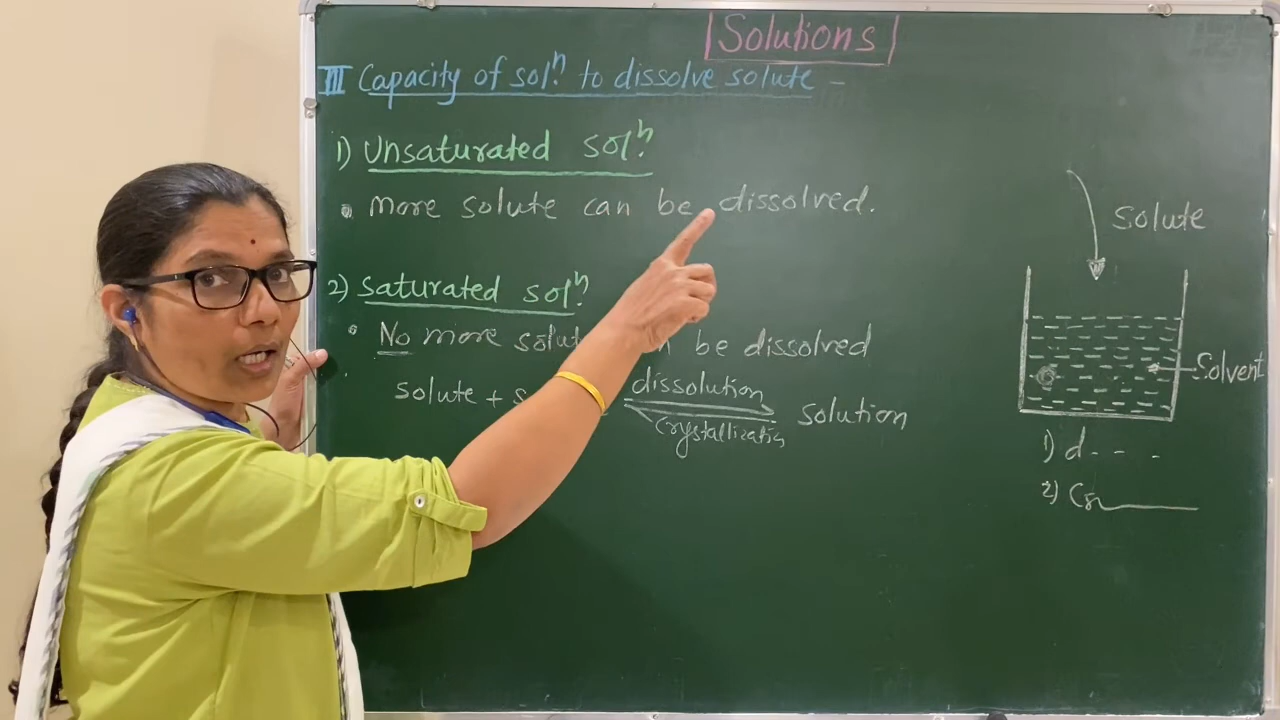 Solutions
III Capacity of solⁿ. to dissolve solute -
1) Unsaturated solⁿ.
• more solute can be dissolved.
2) Saturated solⁿ.
• No more be dissolved
solute + dissolution solution
Crystallizatin
solute
Solvent
1) d- - -
2) Cr